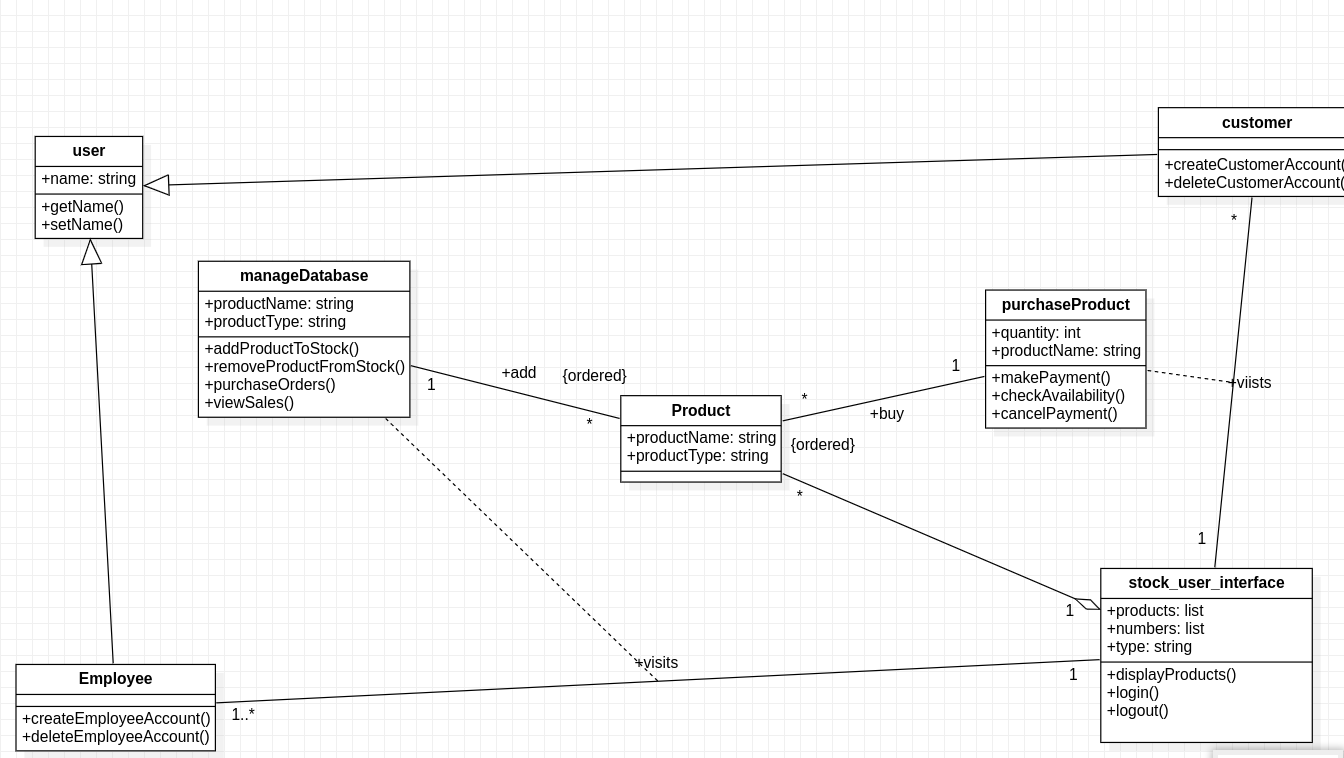 customer
+createCustomerAccount(
+deleteCustomerAccount(
user
+name: string
+getName()
+setName()
*
manageDatabase
+productName: string
+productType: string
+addProductToStock()
+removeProductFromStock()
+purchaseOrders()
+viewSales()
purchaseProduct
+quantity: int
+productName: string
+makePayment()
+checkAvailability()
+cancelPayment()
+viists
+add
{ordered}
1
*
1
*
+buy
{ordered}
Product
+productName: string
+productType: string
*
1
stock_user_interface
+products: list
+numbers: list
+type: string
+displayProducts()
+login()
+logout()
1
+visits
1
Employee
+createEmployeeAccount()
+deleteEmployeeAccount()
1..*